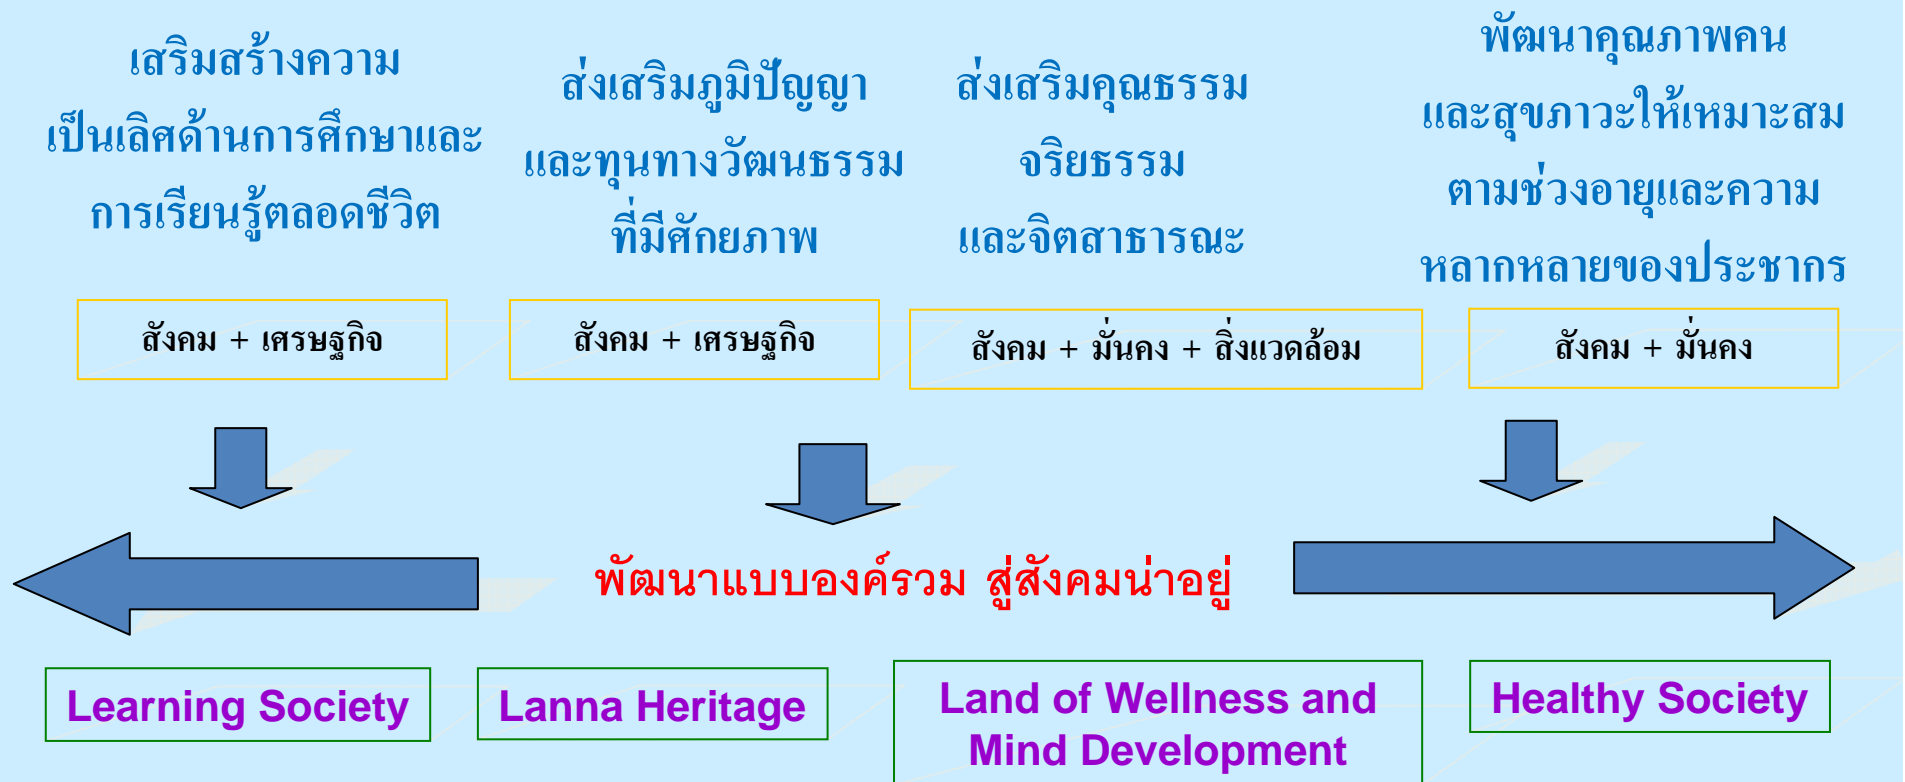 เสริมสร้างความ
เป็นเลิศด้านการศึกษาและ
การเรียนรู้ตลอดชีวิต
ส่งเสริมภูมิปัญญา
และทุนทางวัฒนธรรม
ที่มีศักยภาพ
ส่งเสริมคุณธรรม
จริยธรรม
และจิตสาธารณะ
พัฒนาคุณภาพคน
และสุขภาวะให้เหมาะสม
ตามช่วงอายุและความ
หลากหลายของประชากร
สังคม + เศรษฐกิจ
สังคม + เศรษฐกิจ
สังคม + มั่นคง + สิ่งแวดล้อม
สังคม + มั่นคง
พัฒนาแบบองค์รวม สู่สังคมน่าอยู่
Learning Society
Lanna Heritage
Land of Wellness and
Mind Development
Healthy Society